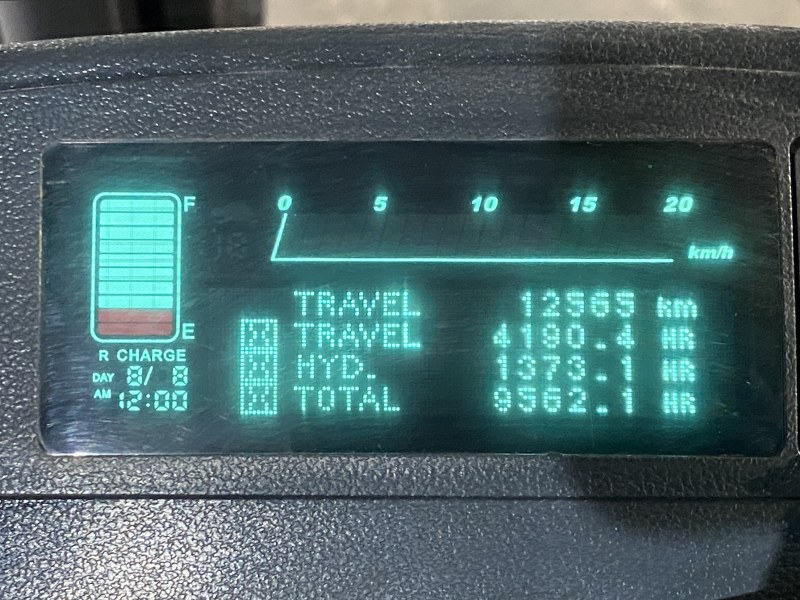 F
0 5 10 15 20
km/h
E
TRAVEL 12565 km
TRAVEL 4190.4 HR
HYD. 1373.1 HR
TOTAL 9562.1 HR
R CHARGE
DAY 8/ 8
AM 12:00